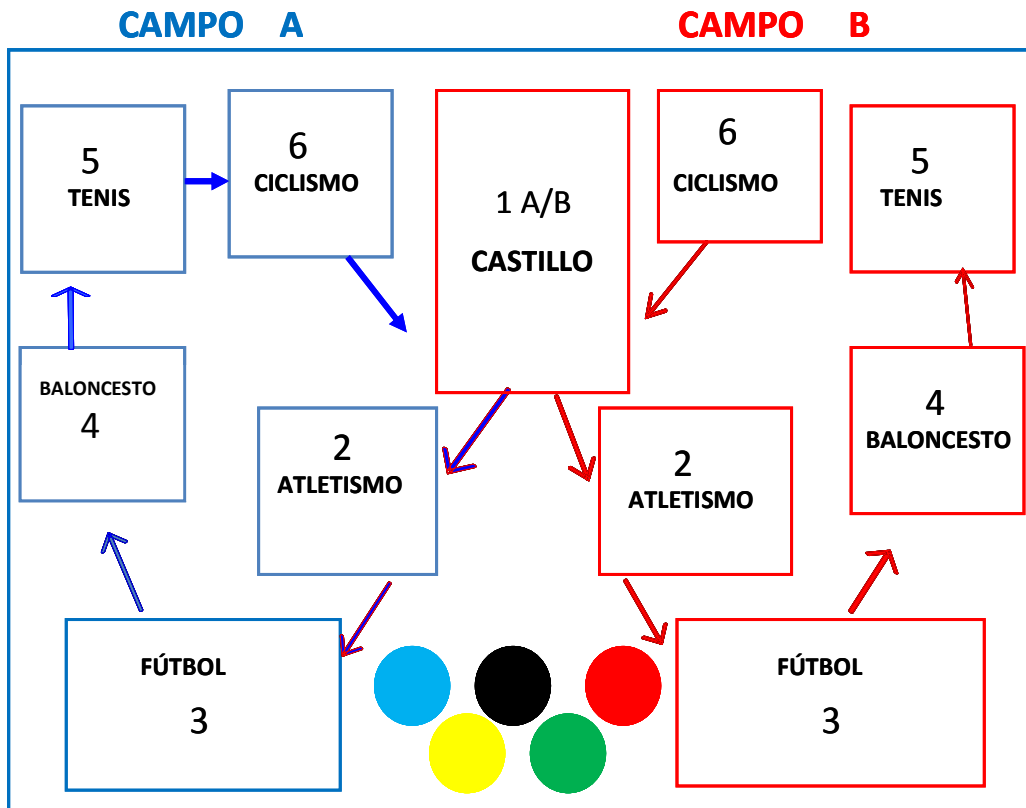 CAMPO A
CAMPO B
5
TENIS
6
CICLISMO
1 A/B
CASTILLO
6
CICLISMO
5
TENIS
BALONCESTO
4
2
ATLETISMO
2
ATLETISMO
4
BALONCESTO
FÚTBOL
3
FÚTBOL
3